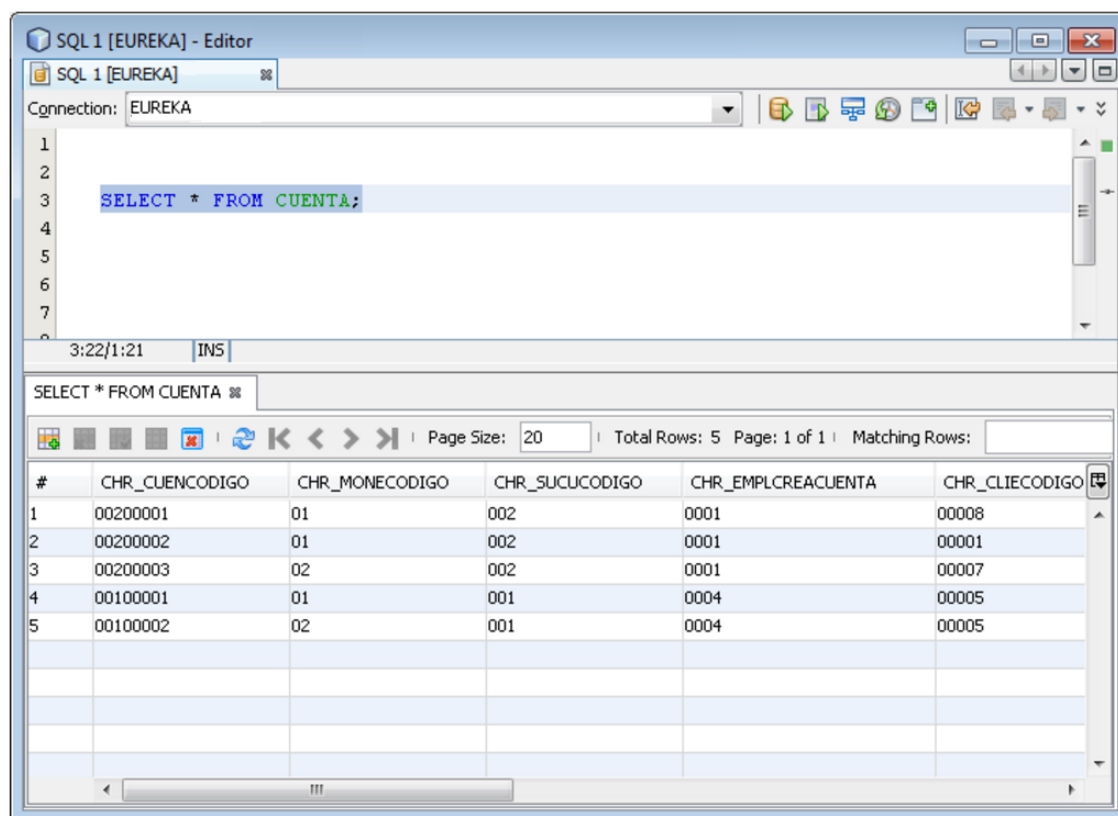 SQL 1 [EUREKA] - Editor
SQL 1 [EUREKA]
Connection: EUREKA
1
2
3 SELECT * FROM CUENTA;
4
5
6
7
3:22/1:21 INS
SELECT * FROM CUENTA
Page Size: 20 Total Rows: 5 Page: 1 of 1 Matching Rows:
# CHR_CUENCODIGO CHR_MONECODIGO CHR_SUCUCODIGO CHR_EMPLCREACUENTA CHR_CLIECODIGO
1 00200001 01 002 0001 00008
2 00200002 01 002 0001 00001
3 00200003 02 002 0001 00007
4 00100001 01 001 0004 00005
5 00100002 02 001 0004 00005